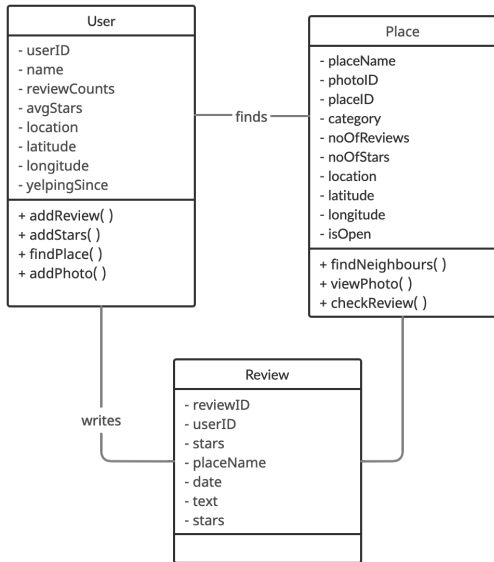 User
- userID
- name
- reviewCounts
- avgStars
- location
- latitude
- longitude
- yelpingSince
+ addReview( )
+ addStars( )
+ findPlace( )
+ addPhoto( )
finds
Place
- placeName
- photoID
- placeID
- category
- noOfReviews
- noOfStars
- location
- latitude
- longitude
- isOpen
+ findNeighbours( )
+ viewPhoto( )
+ checkReview( )
writes
Review
- reviewID
- userID
- stars
- placeName
- date
- text
- stars